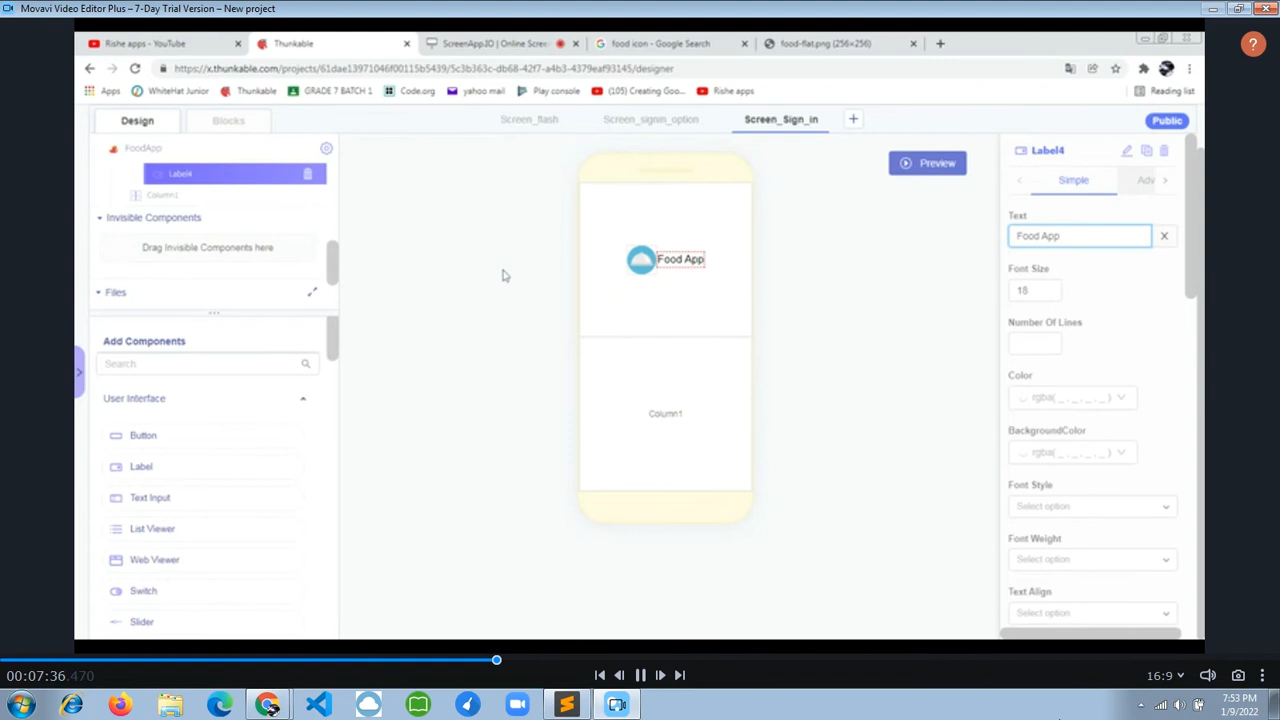 Movavi Video Editor Plus – 7-Day Trial Version – New project
Rishe apps - YouTube
Thunkable
ScreenApp.IO | Online Scree
food icon - Google Search
food-flat.png (256×256)
https://x.thunkable.com/projects/61dae13971046f00115b5439/5c3b363c-db68-42f7-a4b3-4379eaf93145/designer
Apps
WhiteHat Junior
Thunkable
GRADE 7 BATCH 1
Code.org
yahoo mail
Play console
(105) Creating Goo...
Rishe apps
Reading list
Design
Blocks
Screen_flash
Screen_signin_option
Screen_Sign_in
Public
FoodApp
Label4
Column1
Invisible Components
Drag Invisible Components here
Files
Add Components
Search
User Interface
Button
Label
Text Input
List Viewer
Web Viewer
Switch
Slider
Preview
Food App
Column1
Label4
Simple
Adv
Text
Food App
Font Size
18
Number Of Lines
Color
rgba( _ , _ , _ , _ )
BackgroundColor
rgba( _ , _ , _ , _ )
Font Style
Select option
Font Weight
Select option
Text Align
Select option
00:07:36.470
16:9
7:53 PM
1/9/2022